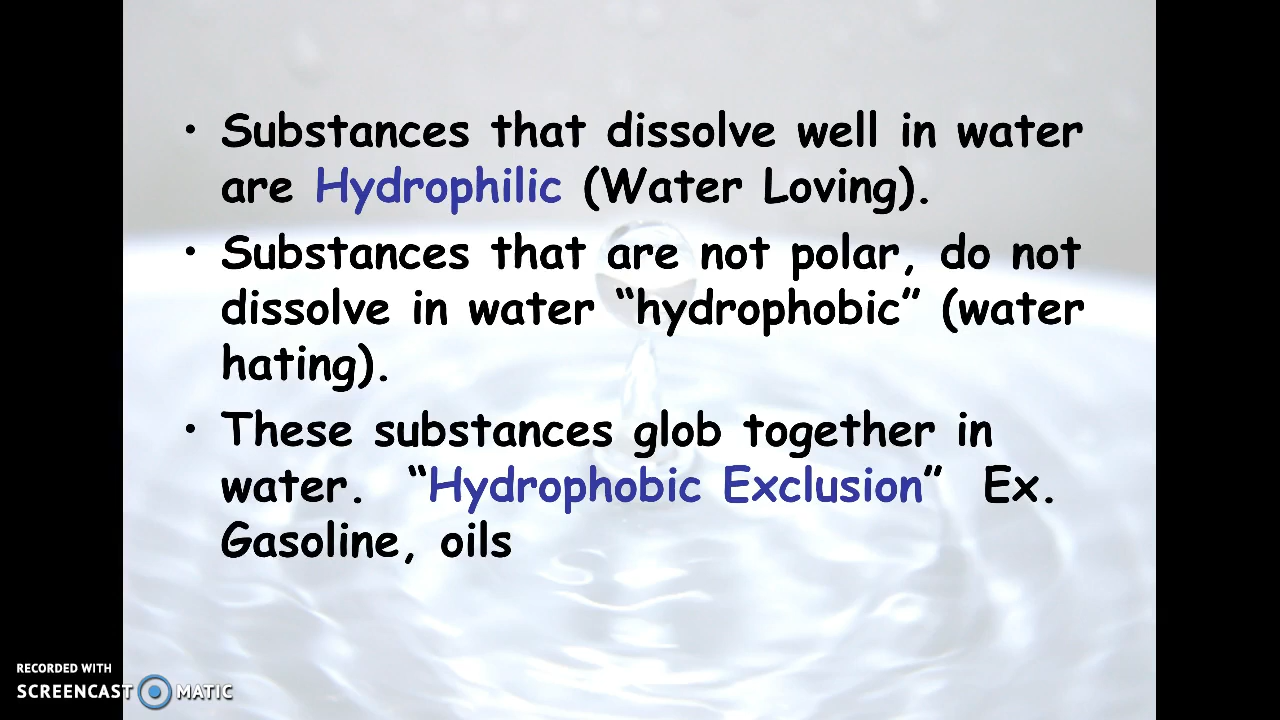 • Substances that dissolve well in water
are Hydrophilic (Water Loving).
• Substances that are not polar, do not
dissolve in water “hydrophobic” (water
hating).
• These substances glob together in
water. “Hydrophobic Exclusion” Ex.
Gasoline, oils
RECORDED WITH
SCREENCAST MATIC